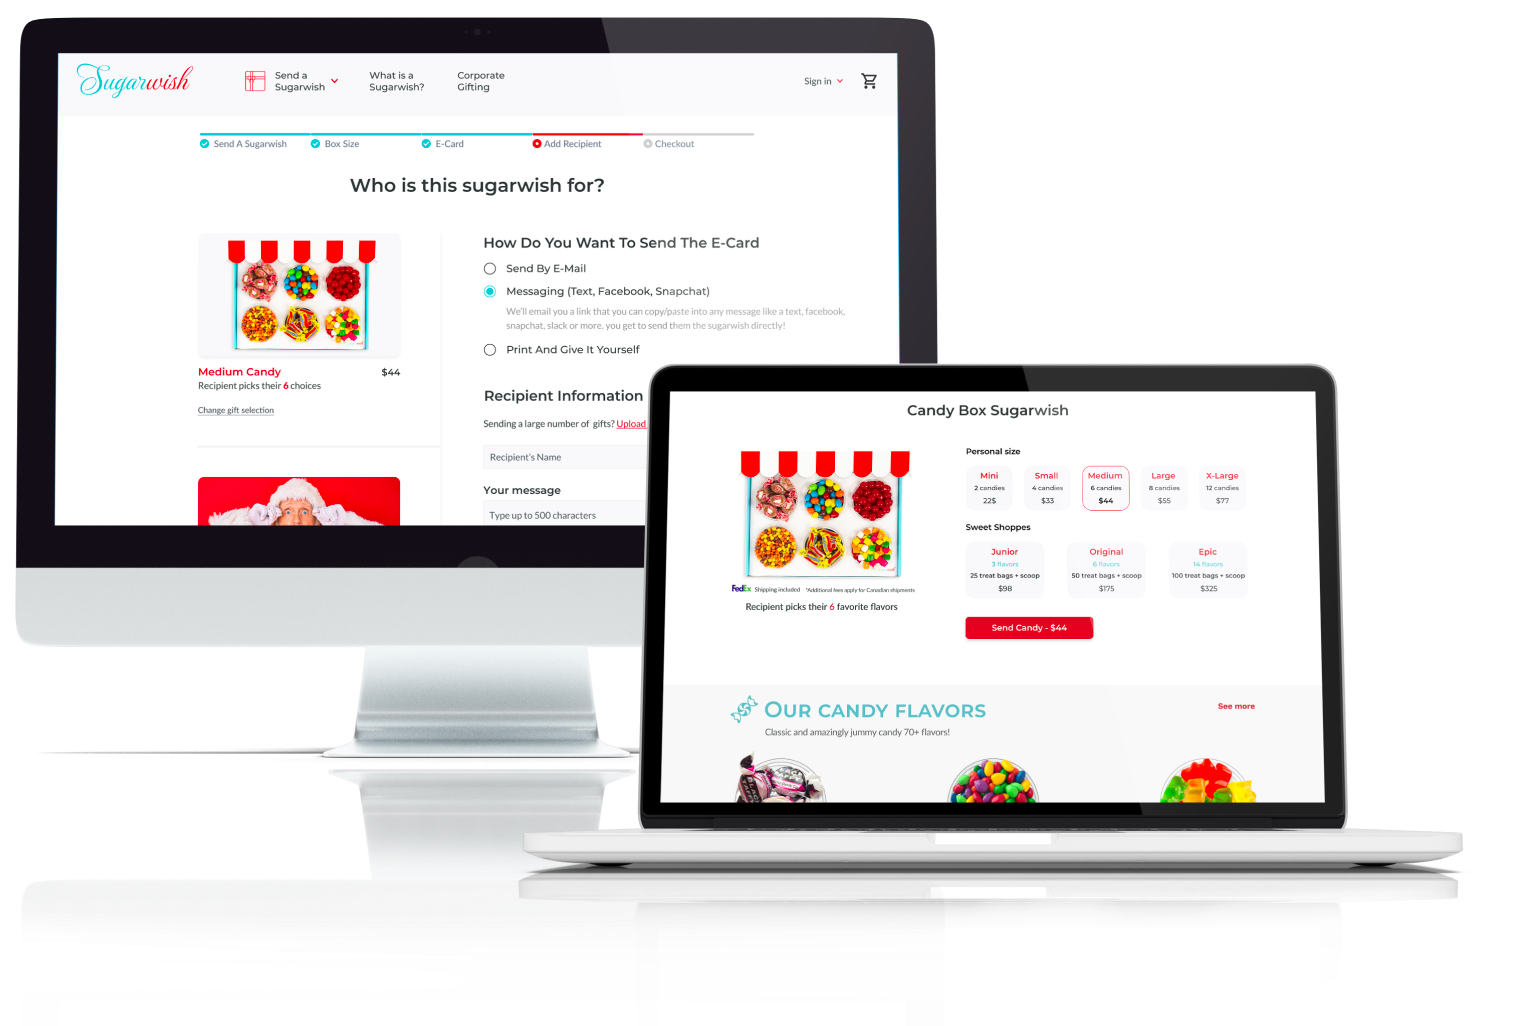 Sugarwish
Send a
Sugarwish
What is a
Sugarwish?
Corporate
Gifting
Sign in
Send A Sugarwish
Box Size
E-Card
Add Recipient
Checkout
Who is this sugarwish for?
Medium Candy
$44
Recipient picks their 6 choices
Change gift selection
How Do You Want To Send The E-Card
Send By E-Mail
Messaging (Text, Facebook, Snapchat)
We'll email you a link that you can copy/paste into any message like a text, facebook,
snapchat, slack or more, you get to send them the sugarwish directly!
Print And Give It Yourself
Recipient Information
Sending a large number of gifts? Upload
Recipient's Name
Your message
Type up to 500 characters
Candy Box Sugarwish
FedEx Shipping included *Additional fees apply for Canadian shipments
Recipient picks their 6 favorite flavors
Personal size
Mini
2 candies
22$
Small
4 candies
$33
Medium
6 candies
$44
Large
8 candies
$55
X-Large
12 candies
$77
Sweet Shoppes
Junior
3 flavors
25 treat bags + scoop
$98
Original
6 flavors
50 treat bags + scoop
$175
Epic
14 flavors
100 treat bags + scoop
$325
Send Candy - $44
OUR CANDY FLAVORS
See more
Classic and amazingly jummy candy 70+ flavors!